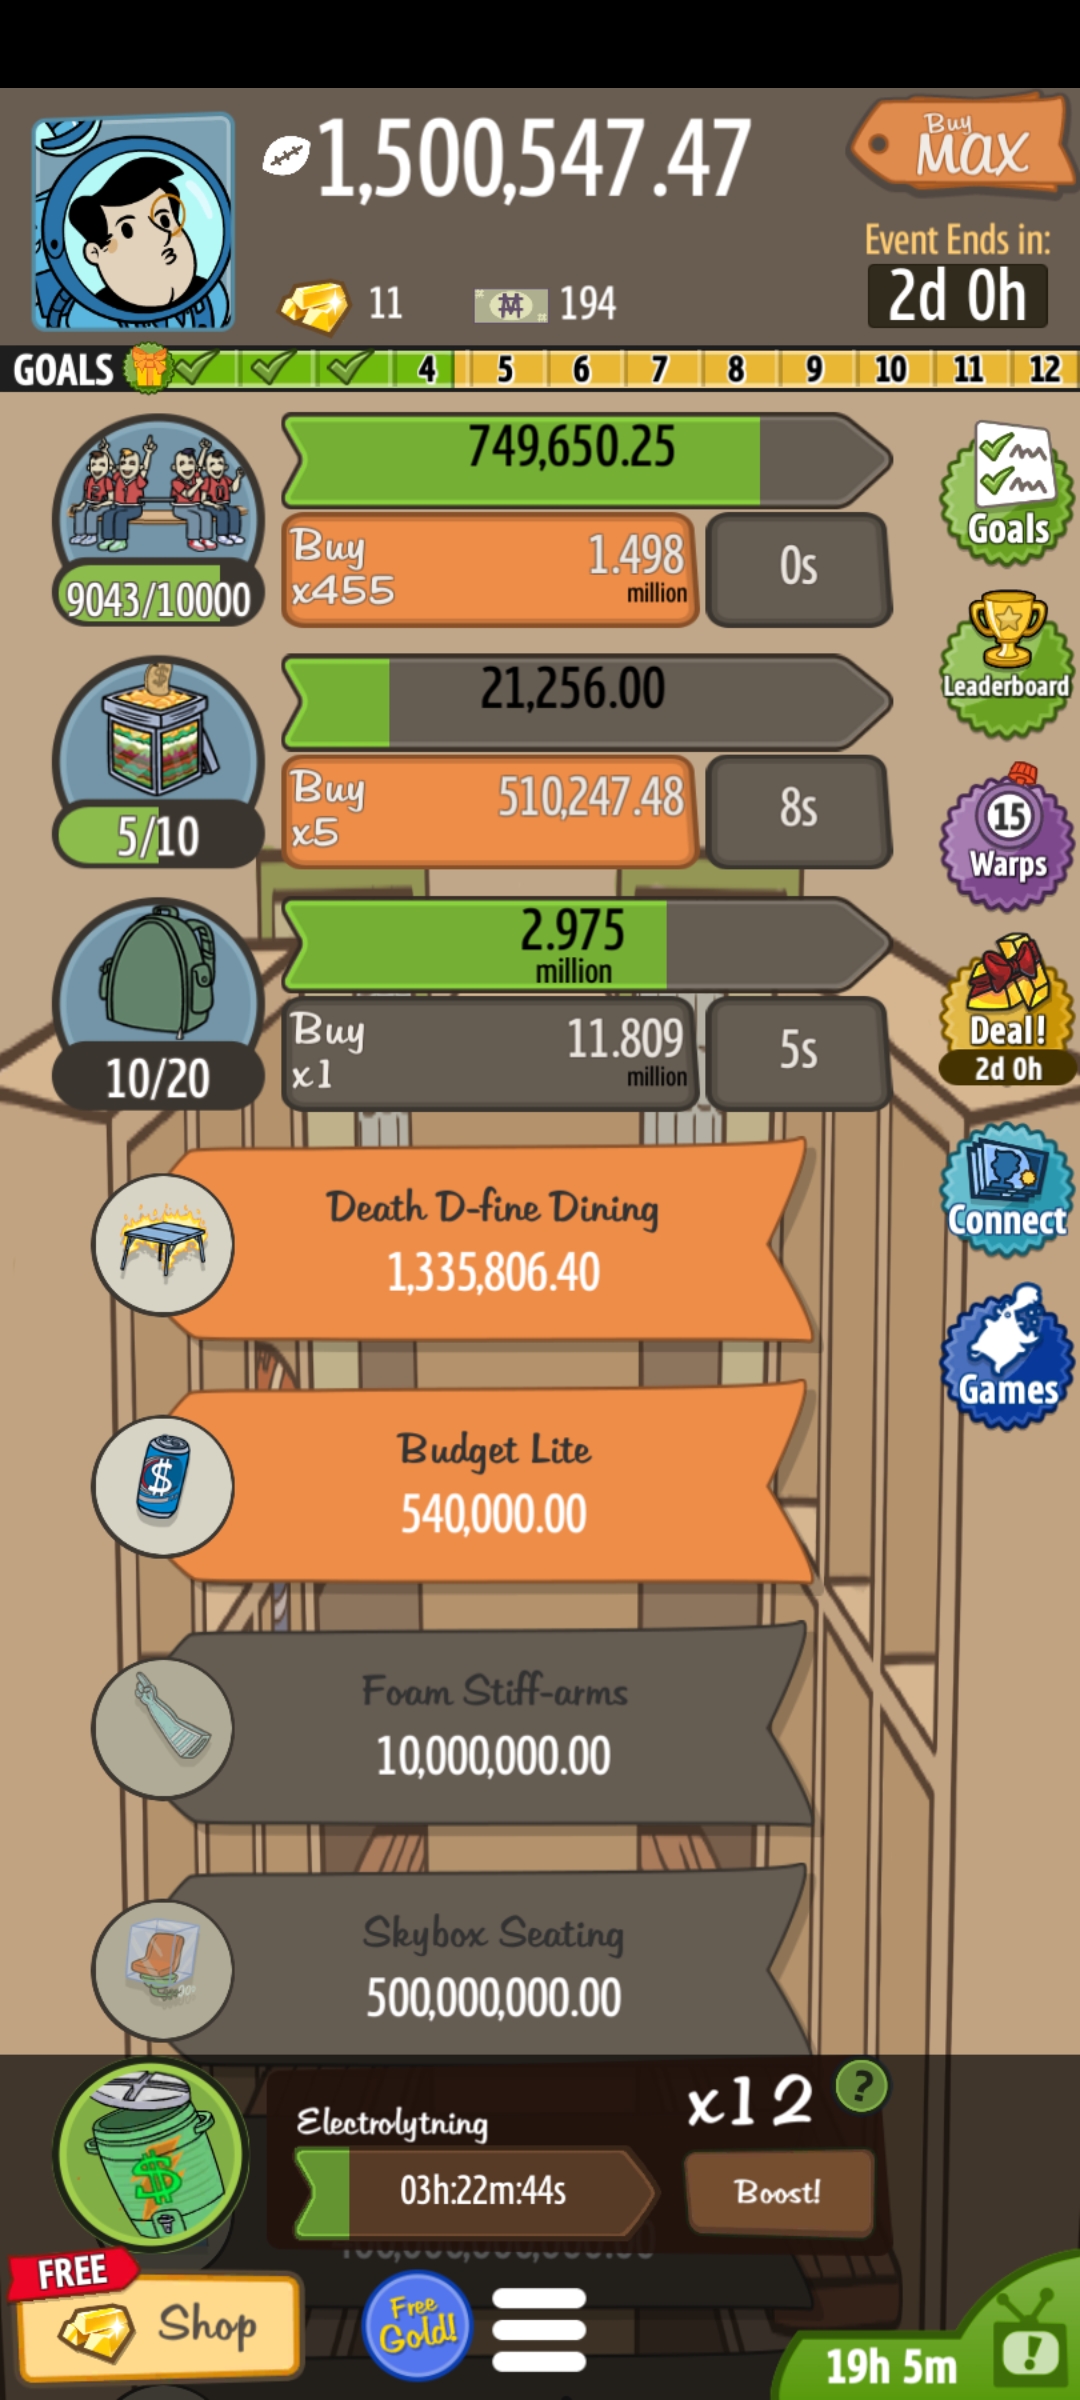 1,500,547.47
Buy
MAX
Event Ends in:
2d 0h
11
194
GOALS 4 5 6 7 8 9 10 11 12
749,650.25
Buy
x455
1.498
million
0s
9043/10000
Goals
21,256.00
Buy
x5
510,247.48
8s
5/10
Leaderboard
15
Warps
2.975
million
Buy
x1
11.809
million
5s
10/20
Deal!
2d 0h
Death D-fine Dining
1,335,806.40
Connect
Budget Lite
540,000.00
Games
Foam Stiff-arms
10,000,000.00
Skybox Seating
500,000,000.00
Electrolytning
x12
?
03h:22m:44s
Boost!
FREE
Shop
Free
Gold!
19h 5m
!